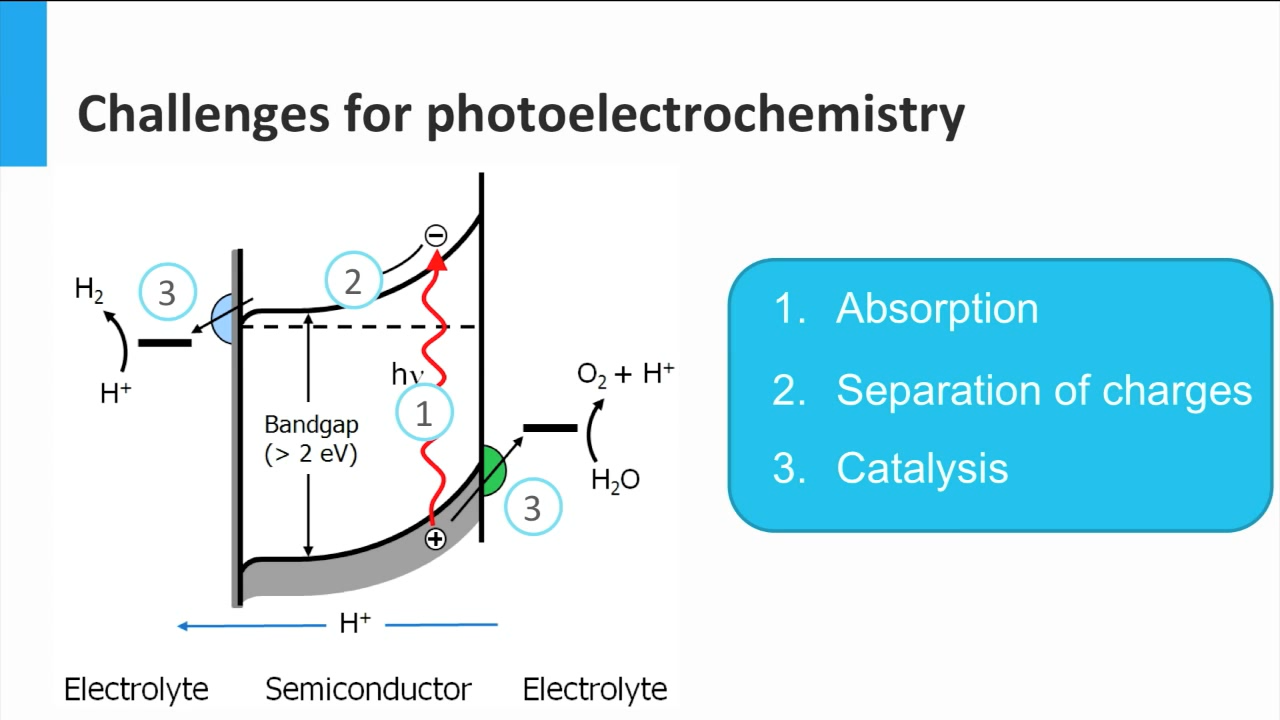 Challenges for photoelectrochemistry
H₂
3
H⁺
2
−
hν
1
Bandgap
(> 2 eV)
+
O₂ + H⁺
H₂O
3
H⁺
Electrolyte
Semiconductor
Electrolyte
1. Absorption
2. Separation of charges
3. Catalysis